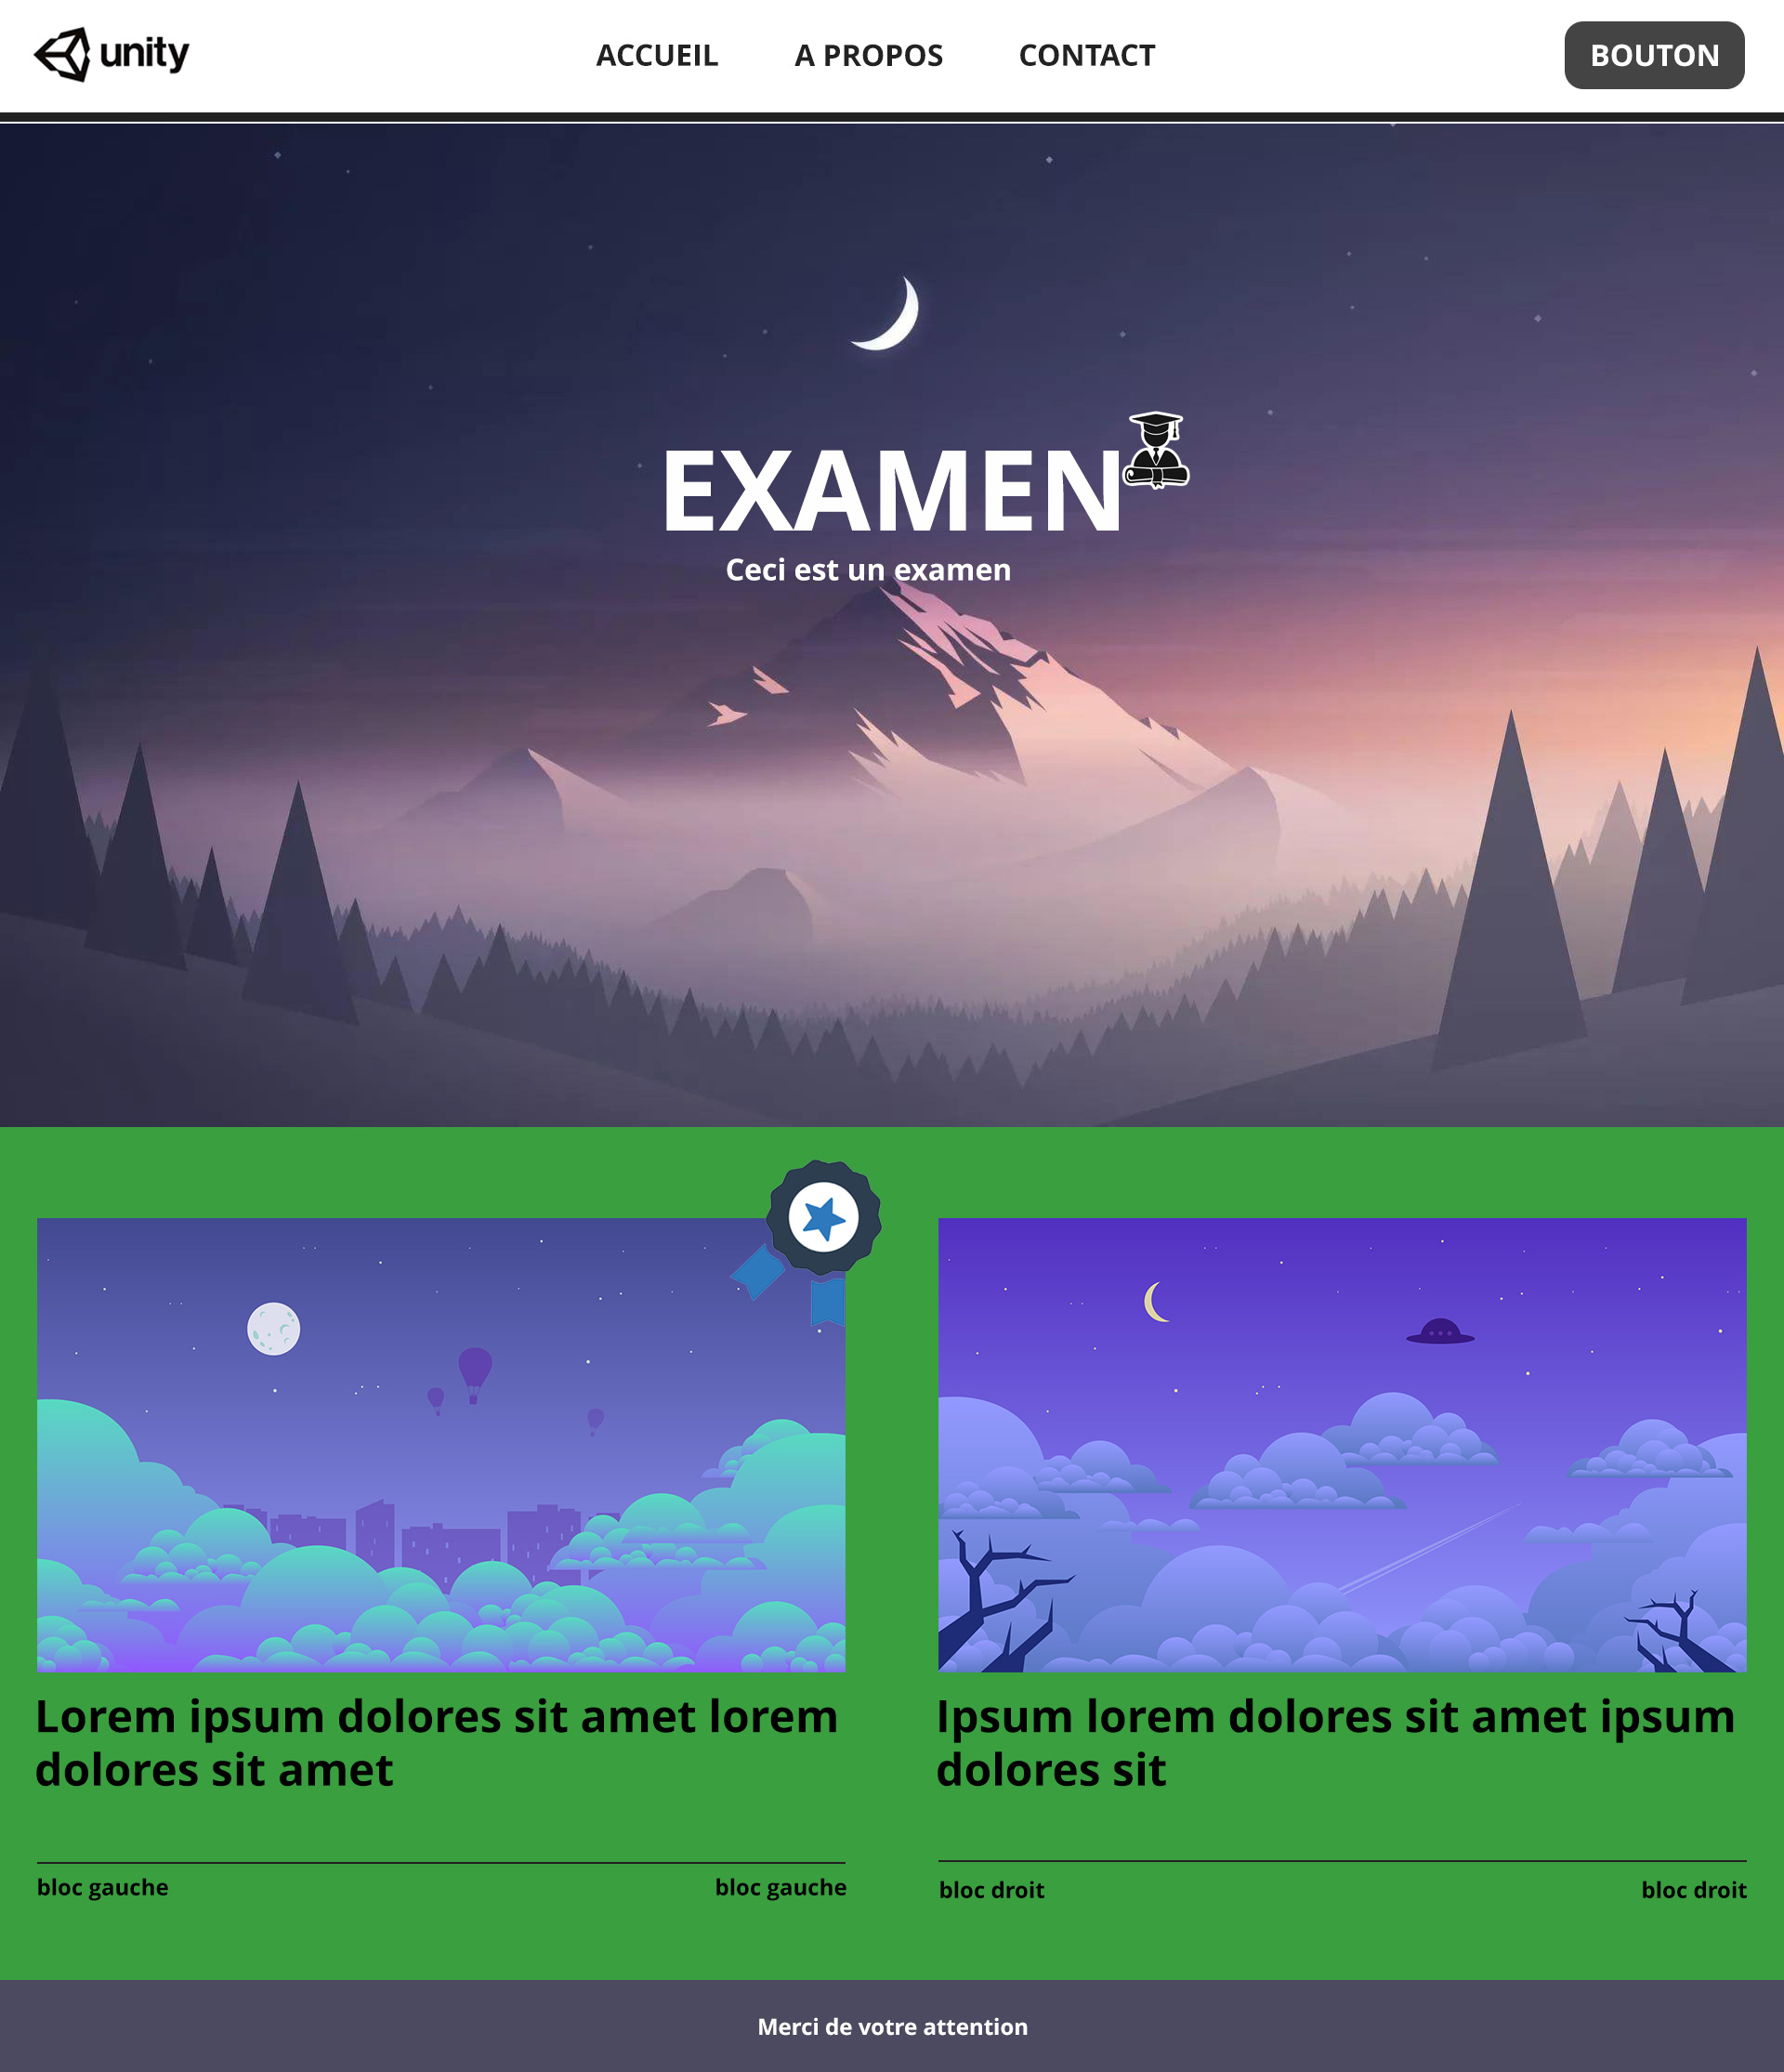 unity
ACCUEIL A PROPOS CONTACT BOUTON
EXAMEN
Ceci est un examen
Lorem ipsum dolores sit amet lorem
dolores sit amet
bloc gauche bloc gauche
Ipsum lorem dolores sit amet ipsum
dolores sit
bloc droit bloc droit
Merci de votre attention